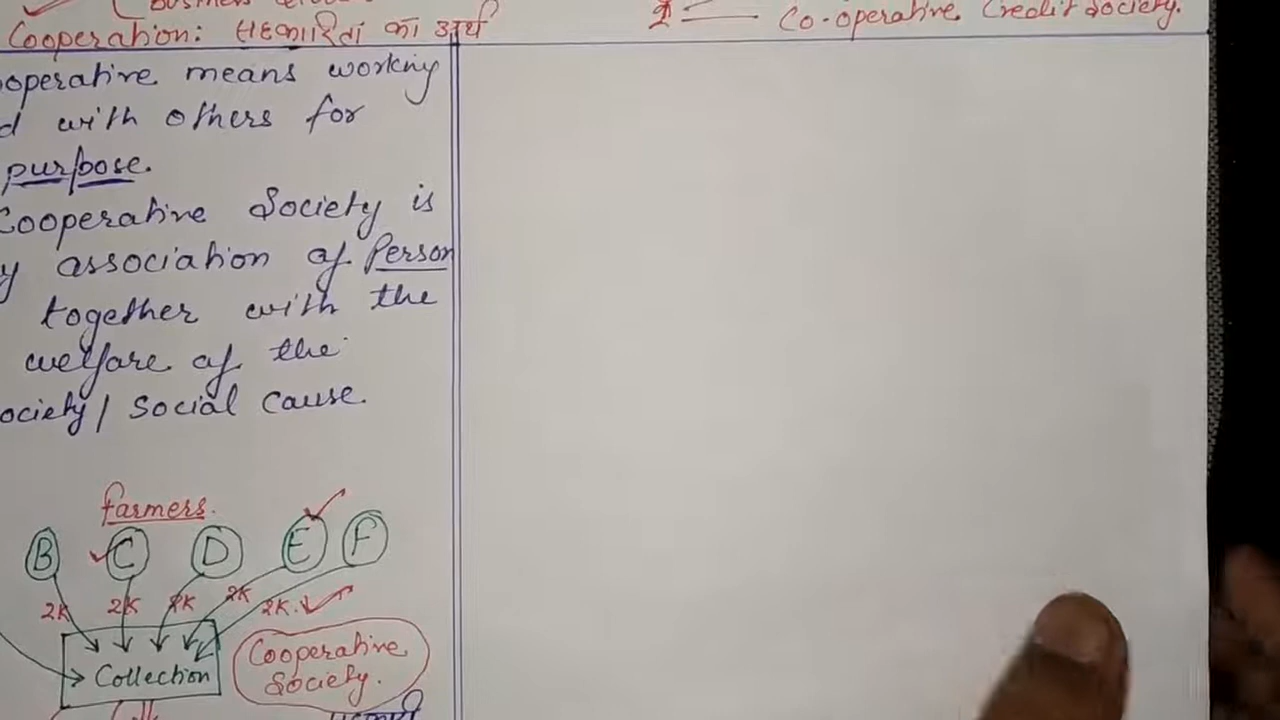 Co-operative Credit Society.
Cooperation: सहकारिता का अर्थ
operative means working
d with others for
purpose.
Cooperative Society is
y association of Person
together with the
welfare of the
ociety / Social cause.
farmers.
B C D E F
2K 2K 2K 2K 2K.
Collection
Cooperative
Society.